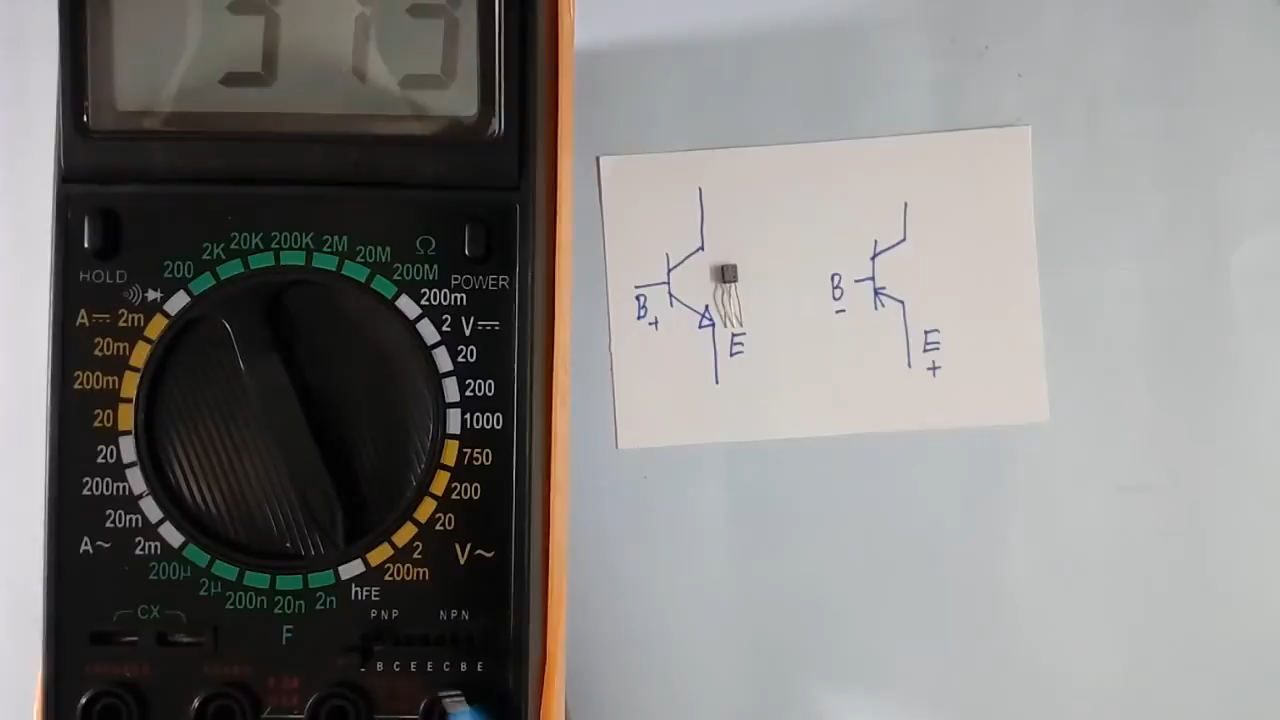 313
2K 20K 200K 2M 20M Ω
200 200M
HOLD POWER
200m
A 2m 2 V
20m 20
200m 200
20 1000
20 750
200m 200
20m 20
A~ 2m 2 V~
200µ 200m
2µ 200n 20n 2n hFE
CX PNP NPN
F
B C E E C B E
B
+
E
B
-
E
+